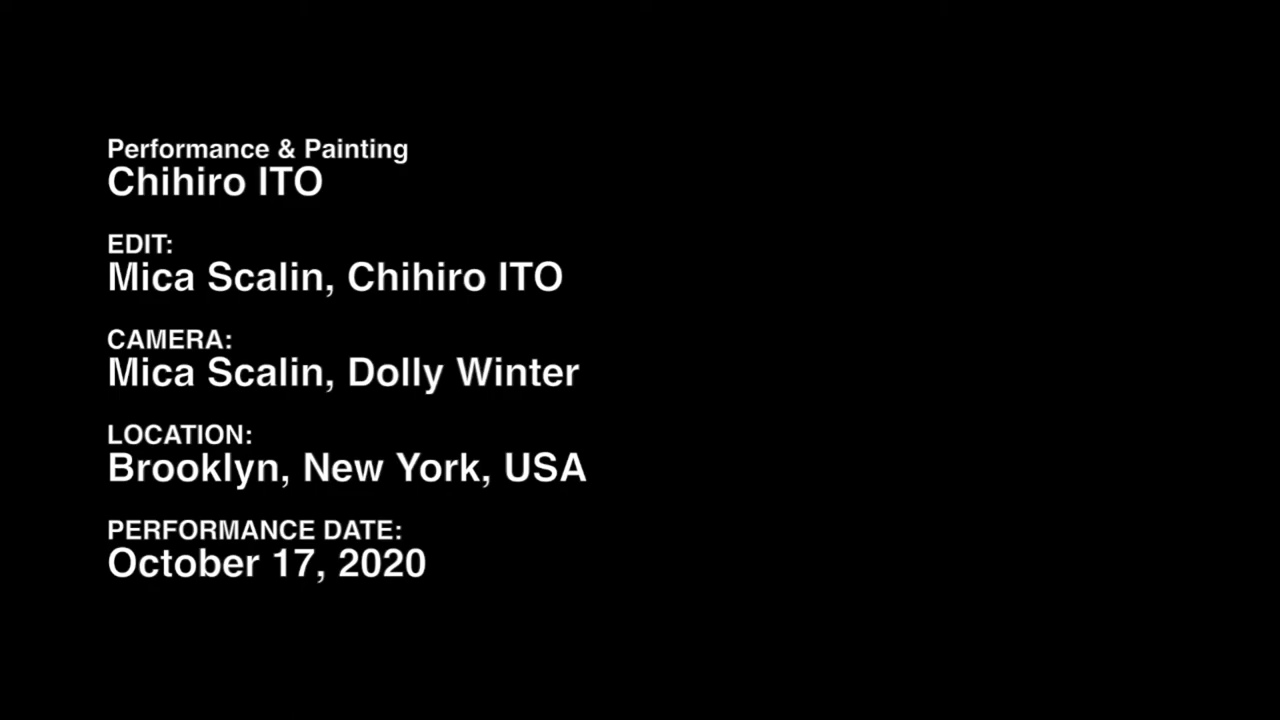 Performance & Painting
Chihiro ITO
EDIT:
Mica Scalin, Chihiro ITO
CAMERA:
Mica Scalin, Dolly Winter
LOCATION:
Brooklyn, New York, USA
PERFORMANCE DATE:
October 17, 2020